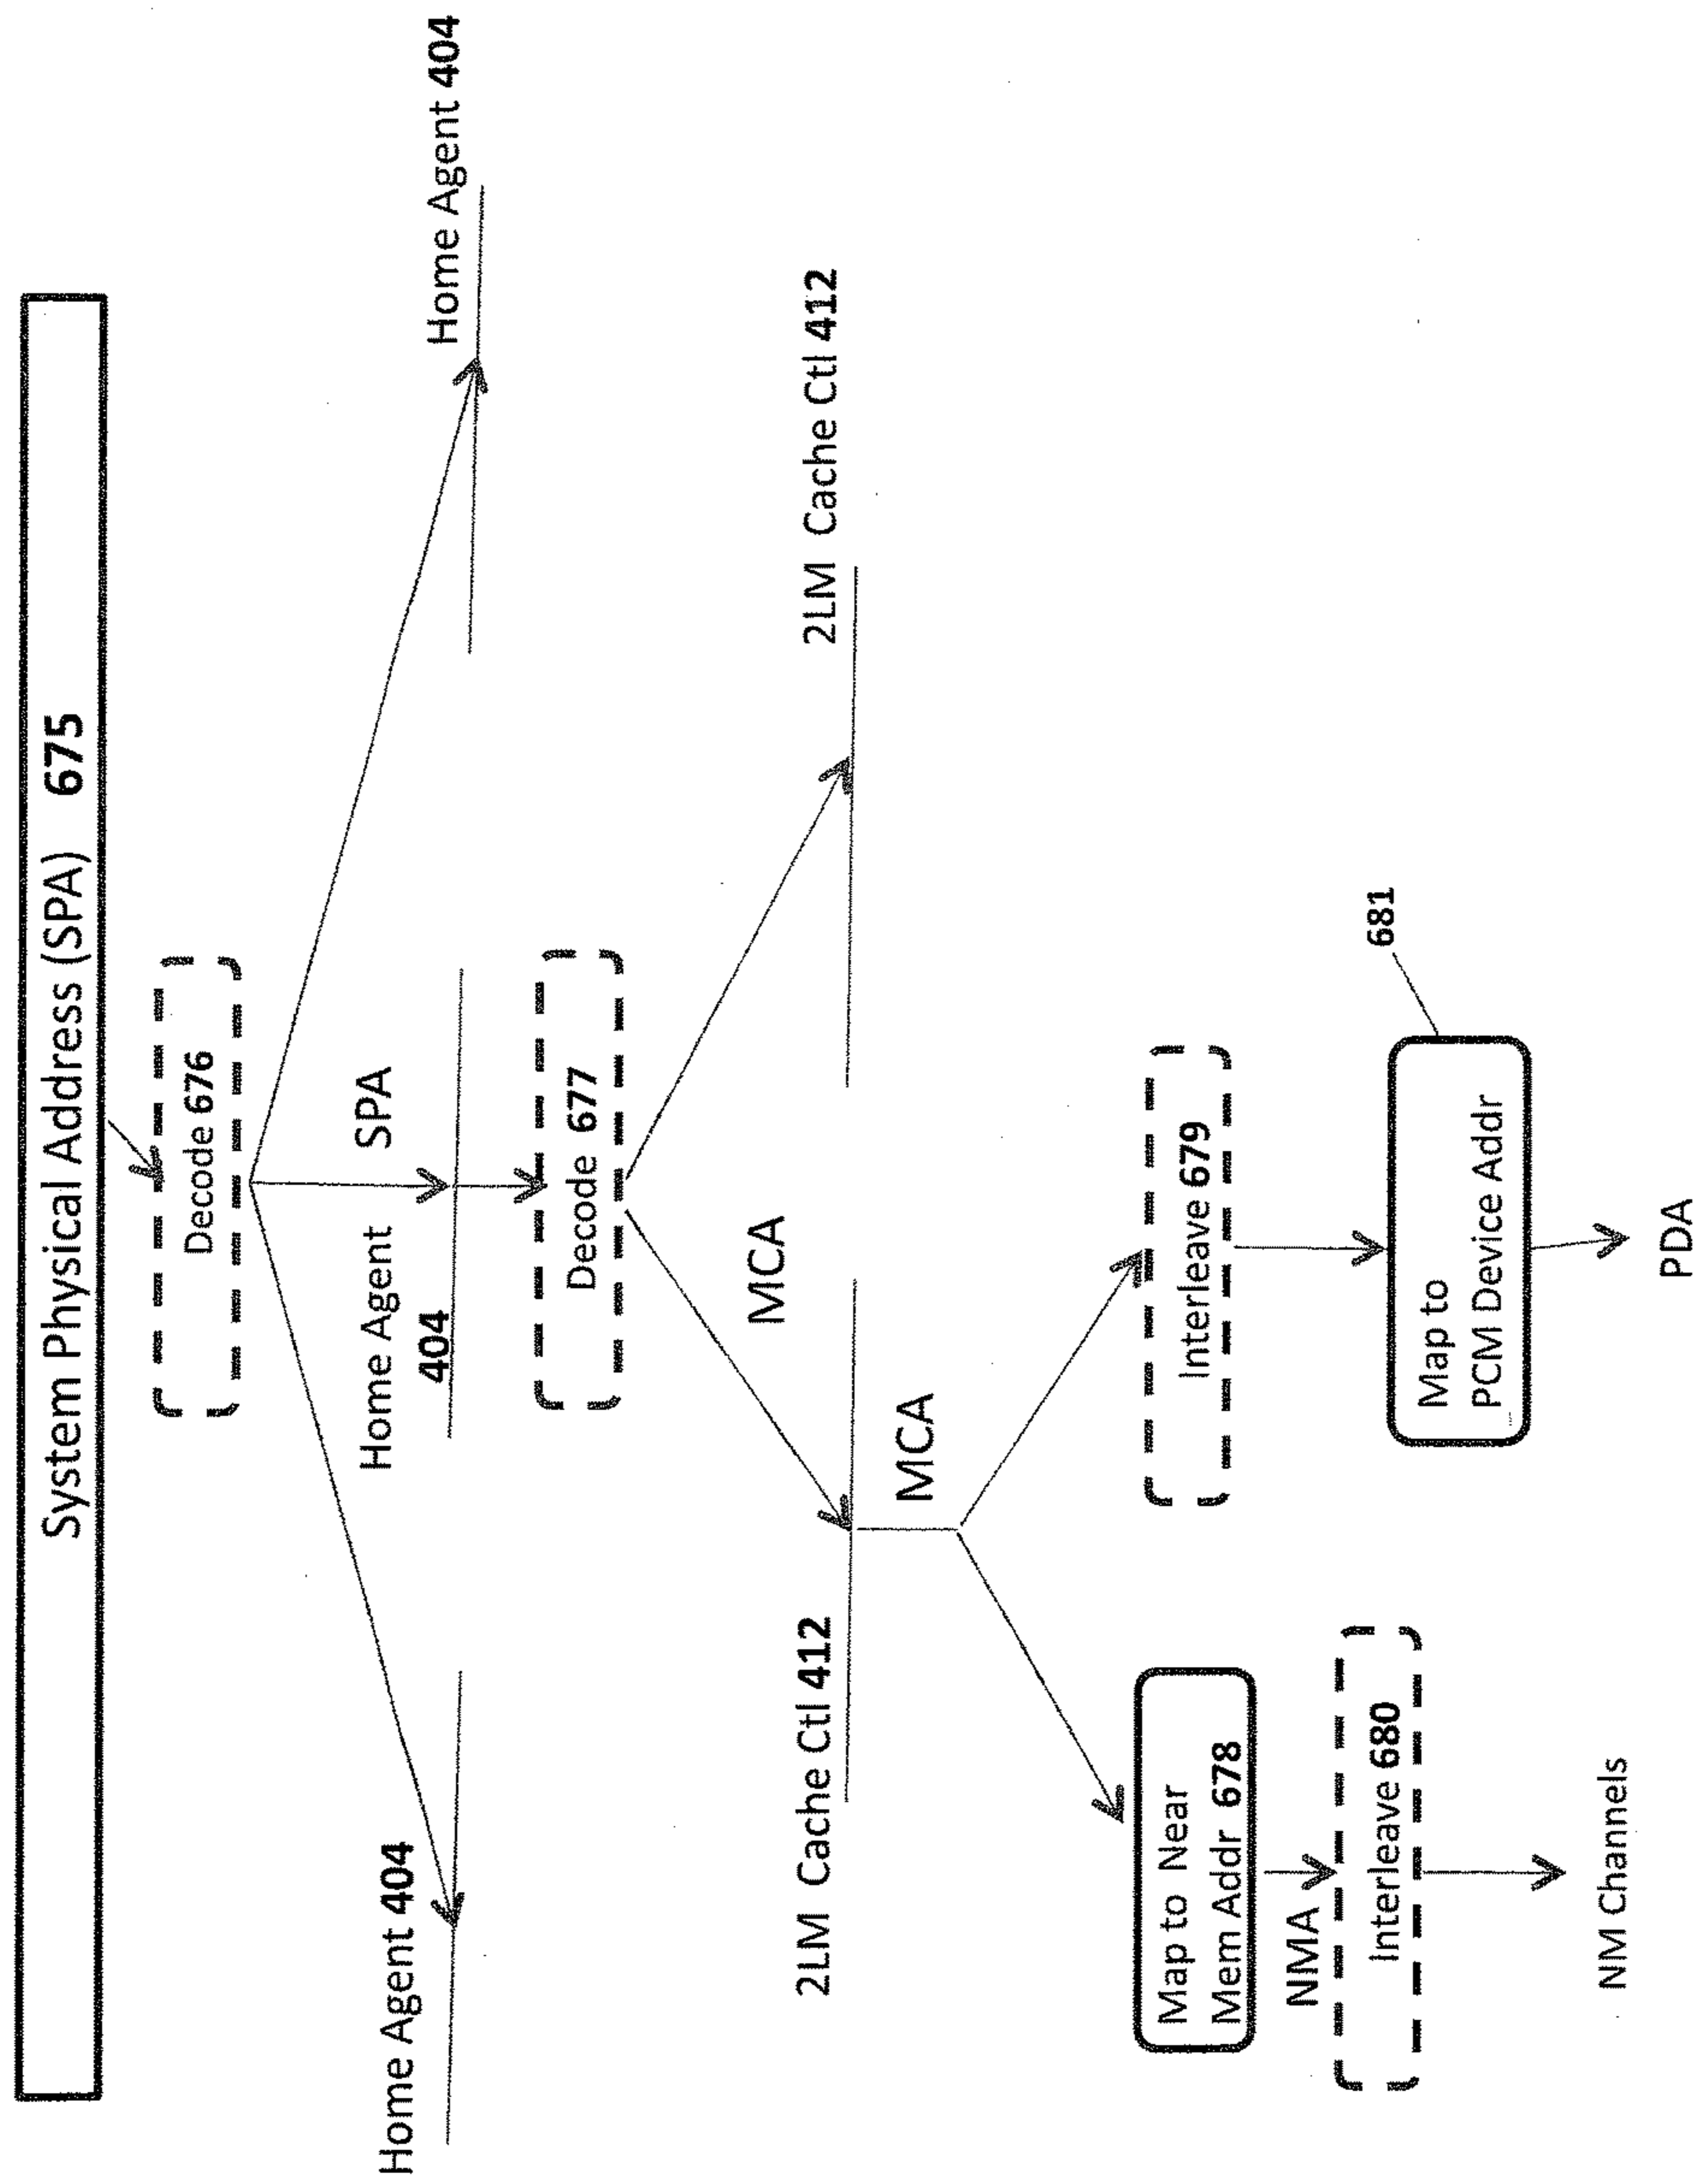 System Physical Address (SPA) 675
Decode 676
Home Agent 404
Home Agent
404
SPA
Home Agent 404
Decode 677
MCA
2LM Cache Ctl 412
2LM Cache Ctl 412
MCA
Map to Near
Mem Addr 678
Interleave 679
NMA
Interleave 680
681
Map to
PCM Device Addr
NM Channels
PDA